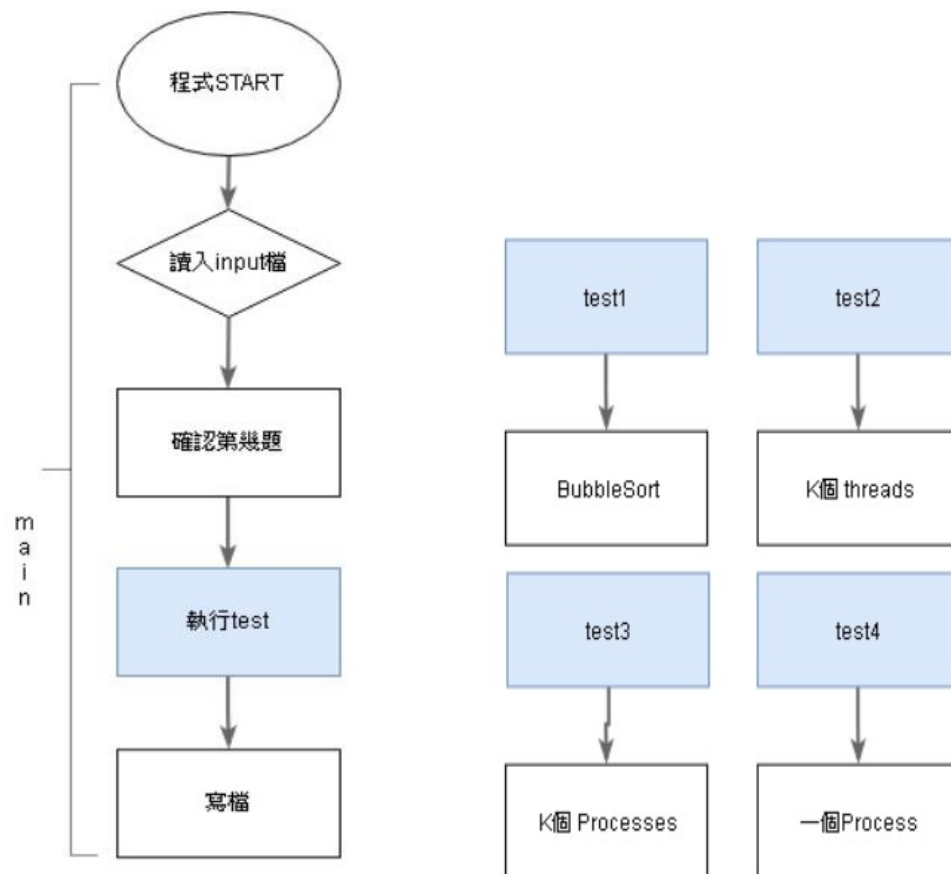 程式START
讀入input檔
確認第幾題
執行test
寫檔
main
test1
test2
BubbleSort
K個 threads
test3
test4
K個 Processes
一個Process